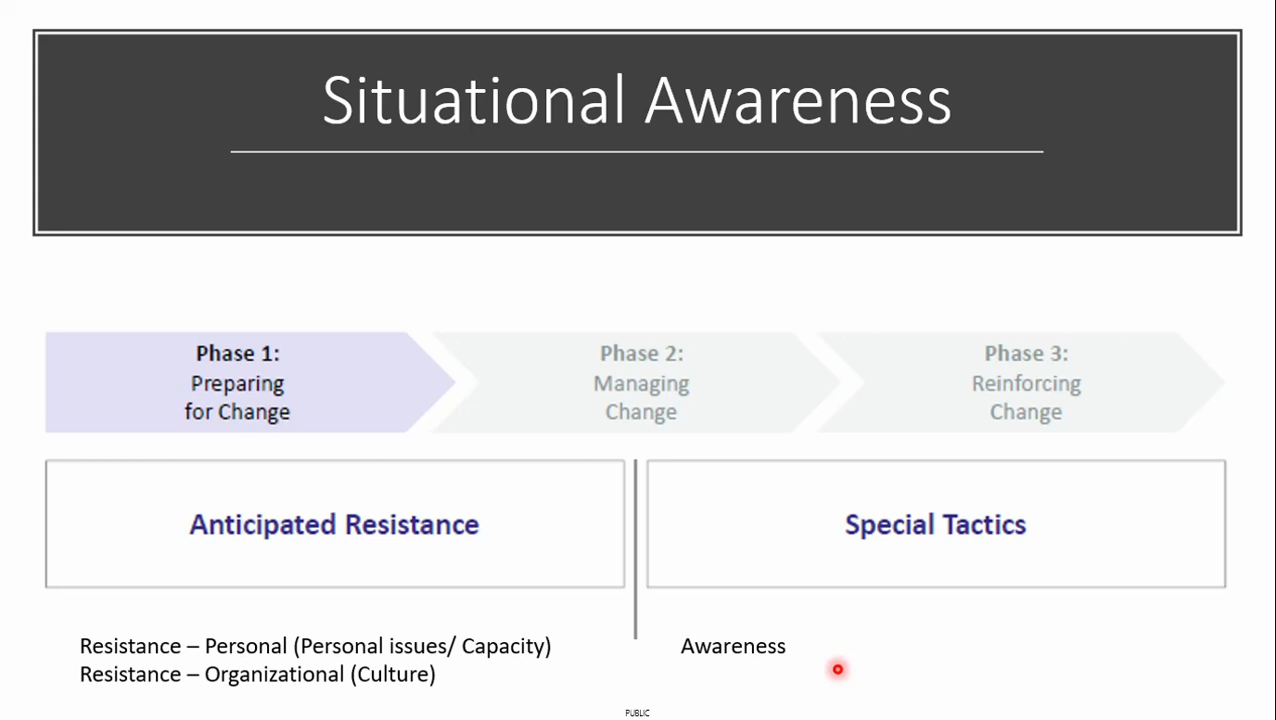 Situational Awareness
Phase 1:
Preparing
for Change
Phase 2:
Managing
Change
Phase 3:
Reinforcing
Change
Anticipated Resistance
Special Tactics
Resistance – Personal (Personal issues/ Capacity)
Resistance – Organizational (Culture)
Awareness
PUBLIC